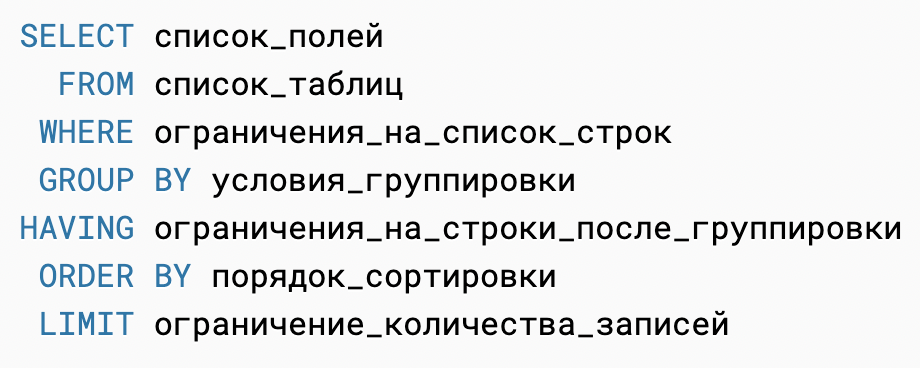 SELECT список_полей
FROM список_таблиц
WHERE ограничения_на_список_строк
GROUP BY условия_группировки
HAVING ограничения_на_строки_после_группировки
ORDER BY порядок_сортировки
LIMIT ограничение_количества_записей